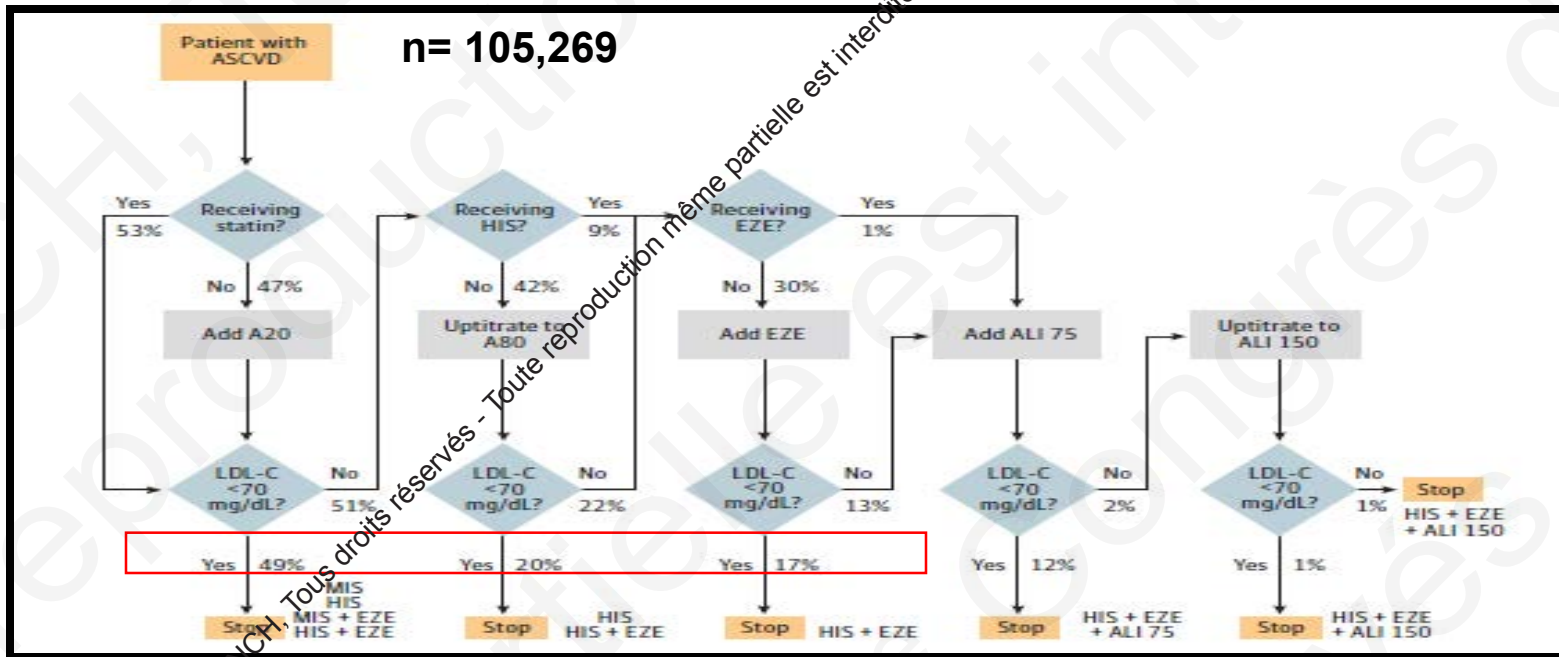 Patient with
ASCVD
n= 105,269
Yes
53%
Receiving
statin?
No 47%
Add A20
LDL-C
<70
mg/dL?
No
51%
Yes 49%
MIS
HIS
MIS + EZE
HIS + EZE
Stop
Receiving
HIS?
Yes
9%
No 42%
Uptitrate to
A80
LDL-C
<70
mg/dL?
No
22%
Yes 20%
Stop
HIS
HIS + EZE
Receiving
EZE?
Yes
1%
No 30%
Add EZE
LDL-C
<70
mg/dL?
No
13%
Yes 17%
Stop
HIS + EZE
Add ALI 75
LDL-C
<70
mg/dL?
No
2%
Yes 12%
Stop
HIS + EZE
+ ALI 75
Uptitrate to
ALI 150
LDL-C
<70
mg/dL?
No
1%
Stop
HIS + EZE
+ ALI 150
Yes 1%
Stop
HIS + EZE
+ ALI 150
NCH, Tous droits réservés - Toute reproduction même partielle est interdite